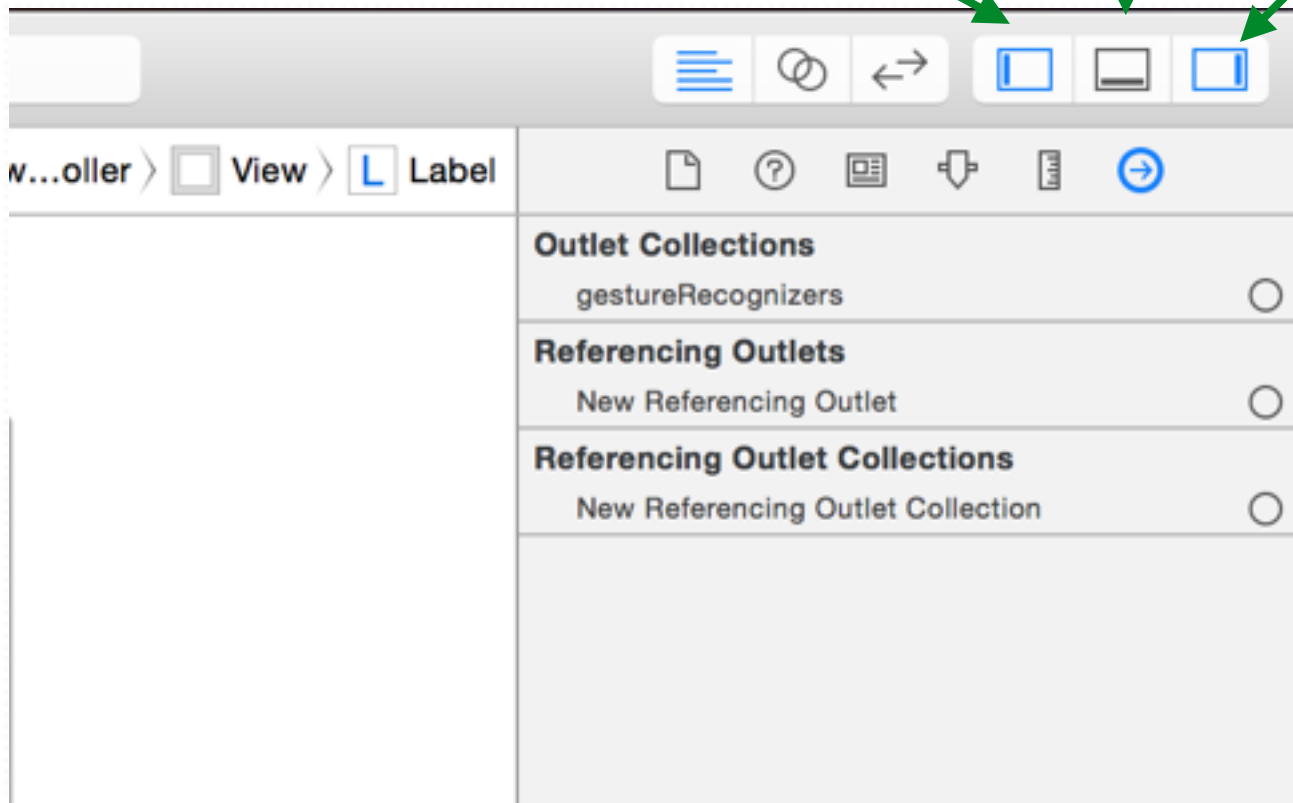 w...oller View L Label
Outlet Collections
gestureRecognizers
Referencing Outlets
New Referencing Outlet
Referencing Outlet Collections
New Referencing Outlet Collection